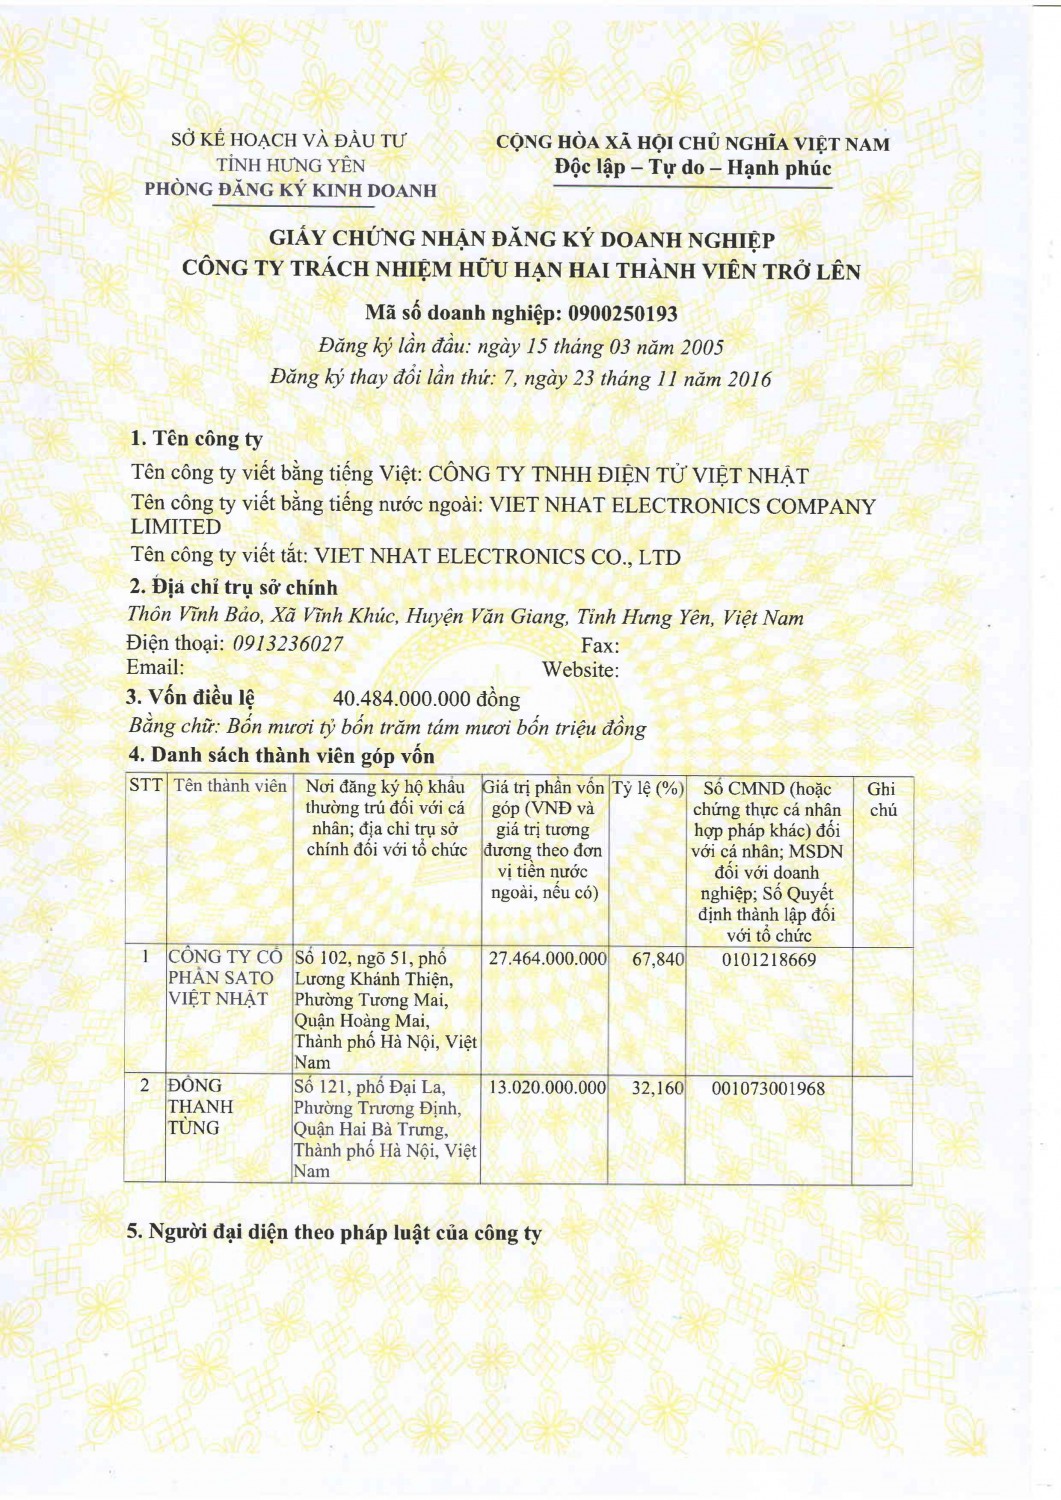 SỞ KẾ HOẠCH VÀ ĐẦU TƯ
TỈNH HƯNG YÊN
PHÒNG ĐĂNG KÝ KINH DOANH
CỘNG HÒA XÃ HỘI CHỦ NGHĨA VIỆT NAM
Độc lập – Tự do – Hạnh phúc
GIẤY CHỨNG NHẬN ĐĂNG KÝ DOANH NGHIỆP
CÔNG TY TRÁCH NHIỆM HỮU HẠN HAI THÀNH VIÊN TRỞ LÊN
Mã số doanh nghiệp: 0900250193
Đăng ký lần đầu: ngày 15 tháng 03 năm 2005
Đăng ký thay đổi lần thứ: 7, ngày 23 tháng 11 năm 2016
1. Tên công ty
Tên công ty viết bằng tiếng Việt: CÔNG TY TNHH ĐIỆN TỬ VIỆT NHẬT
Tên công ty viết bằng tiếng nước ngoài: VIET NHAT ELECTRONICS COMPANY
LIMITED
Tên công ty viết tắt: VIET NHAT ELECTRONICS CO., LTD
2. Địa chỉ trụ sở chính
Thôn Vĩnh Bảo, Xã Vĩnh Khúc, Huyện Văn Giang, Tỉnh Hưng Yên, Việt Nam
Điện thoại: 0913236027 Fax:
Email: Website:
3. Vốn điều lệ 40.484.000.000 đồng
Bằng chữ: Bốn mươi tỷ bốn trăm tám mươi bốn triệu đồng
4. Danh sách thành viên góp vốn
STT
Tên thành viên
Nơi đăng ký hộ khẩu
thường trú đối với cá
nhân; địa chỉ trụ sở
chính đối với tổ chức
Giá trị phần vốn
góp (VNĐ và
giá trị tương
đương theo đơn
vị tiền nước
ngoài, nếu có)
Tỷ lệ (%)
Số CMND (hoặc
chứng thực cá nhân
hợp pháp khác) đối
với cá nhân; MSDN
đối với doanh
nghiệp; Số Quyết
định thành lập đối
với tổ chức
Ghi
chú
1
CÔNG TY CỔ
PHẦN SATO
VIỆT NHẬT
Số 102, ngõ 51, phố
Lương Khánh Thiện,
Phường Tương Mai,
Quận Hoàng Mai,
Thành phố Hà Nội, Việt
Nam
27.464.000.000
67,840
0101218669
2
ĐỒNG
THANH
TÙNG
Số 121, phố Đại La,
Phường Trương Định,
Quận Hai Bà Trưng,
Thành phố Hà Nội, Việt
Nam
13.020.000.000
32,160
001073001968
5. Người đại diện theo pháp luật của công ty